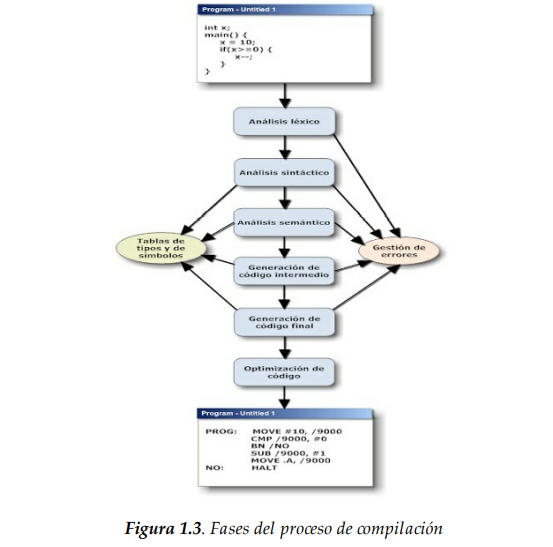 Program - Untitled 1
int x;
main() {
x = 10;
if(x>=0) {
x--;
}
}
Análisis léxico
Análisis sintáctico
Análisis semántico
Tablas de
tipos y de
símbolos
Gestión de
errores
Generación de
código intermedio
Generación de
código final
Optimización de
código
Program - Untitled 1
PROG: MOVE #10, /9000
CMP /9000, #0
BN /NO
SUB /9000, #1
MOVE .A, /9000
NO: HALT
Figura 1.3. Fases del proceso de compilación